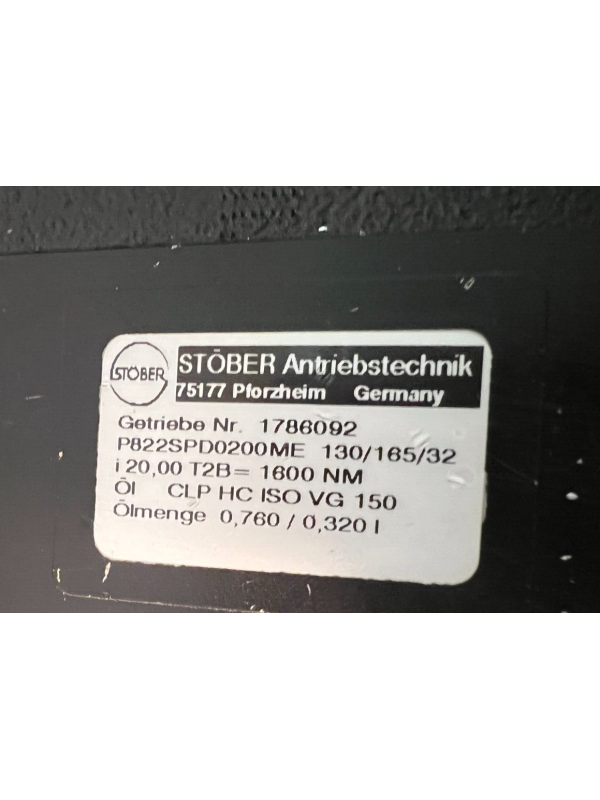 STÖBER
STÖBER Antriebstechnik
75177 Pforzheim Germany
Getriebe Nr. 1786092
P822SPD0200ME 130/165/32
i 20,00 T2B= 1600 NM
Öl CLP HC ISO VG 150
Ölmenge 0,760 / 0,320 l